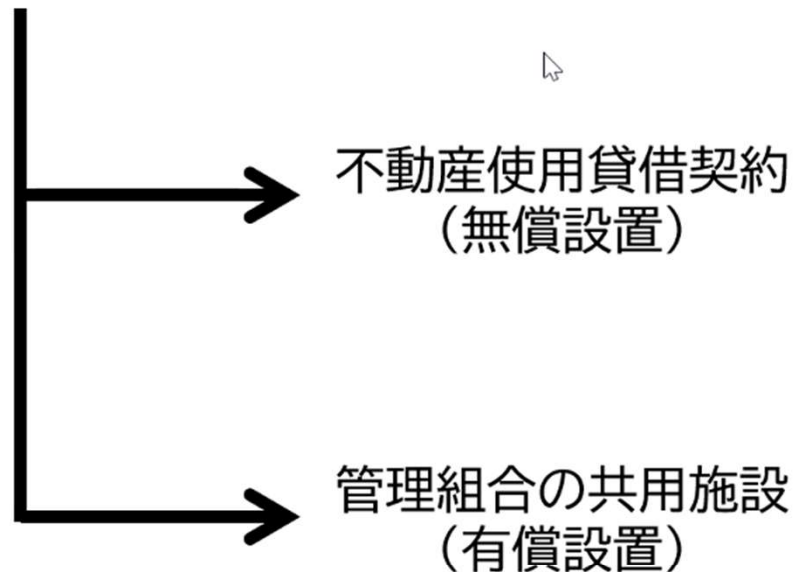 不動産使用貸借契約
（無償設置）
管理組合の共用施設
（有償設置）